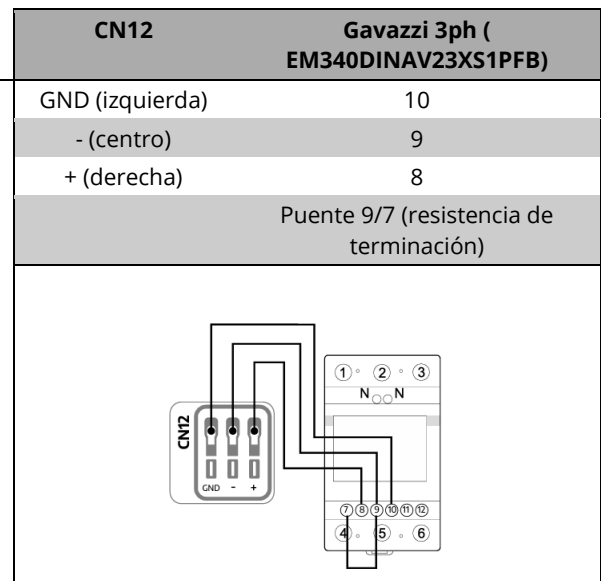 CN12 Gavazzi 3ph (
EM340DINAV23XS1PFB)
GND (izquierda) 10
- (centro) 9
+ (derecha) 8
Puente 9/7 (resistencia de
terminación)
1 2 3
N N
CN12
GND - +
7 8 9 10 11 12
4 5 6